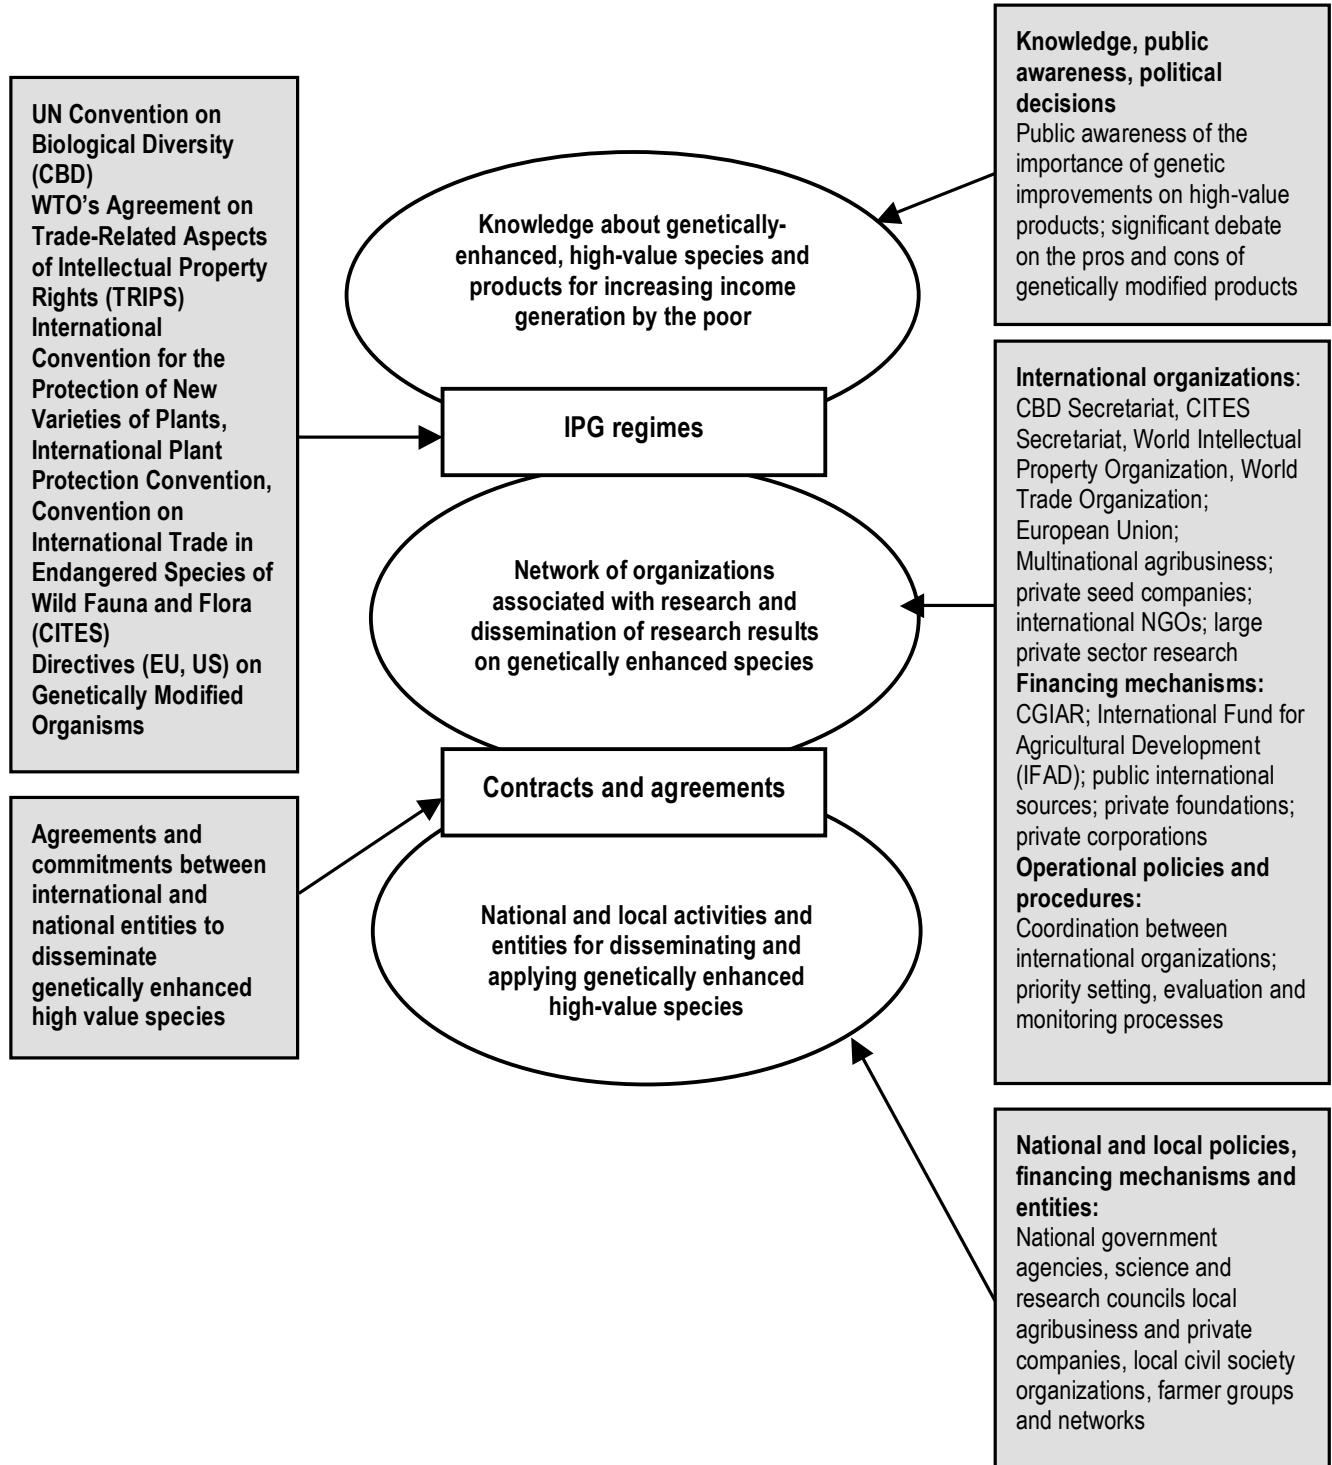 UN Convention on
Biological Diversity
(CBD)
WTO’s Agreement on
Trade-Related Aspects
of Intellectual Property
Rights (TRIPS)
International
Convention for the
Protection of New
Varieties of Plants,
International Plant
Protection Convention,
Convention on
International Trade in
Endangered Species of
Wild Fauna and Flora
(CITES)
Directives (EU, US) on
Genetically Modified
Organisms
Agreements and
commitments between
international and
national entities to
disseminate
genetically enhanced
high value species
Knowledge about genetically-
enhanced, high-value species and
products for increasing income
generation by the poor
IPG regimes
Network of organizations
associated with research and
dissemination of research results
on genetically enhanced species
Contracts and agreements
National and local activities and
entities for disseminating and
applying genetically enhanced
high-value species
Knowledge, public
awareness, political
decisions
Public awareness of the
importance of genetic
improvements on high-value
products; significant debate
on the pros and cons of
genetically modified products
International organizations:
CBD Secretariat, CITES
Secretariat, World Intellectual
Property Organization, World
Trade Organization;
European Union;
Multinational agribusiness;
private seed companies;
international NGOs; large
private sector research
Financing mechanisms:
CGIAR; International Fund for
Agricultural Development
(IFAD); public international
sources; private foundations;
private corporations
Operational policies and
procedures:
Coordination between
international organizations;
priority setting, evaluation and
monitoring processes
National and local policies,
financing mechanisms and
entities:
National government
agencies, science and
research councils local
agribusiness and private
companies, local civil society
organizations, farmer groups
and networks